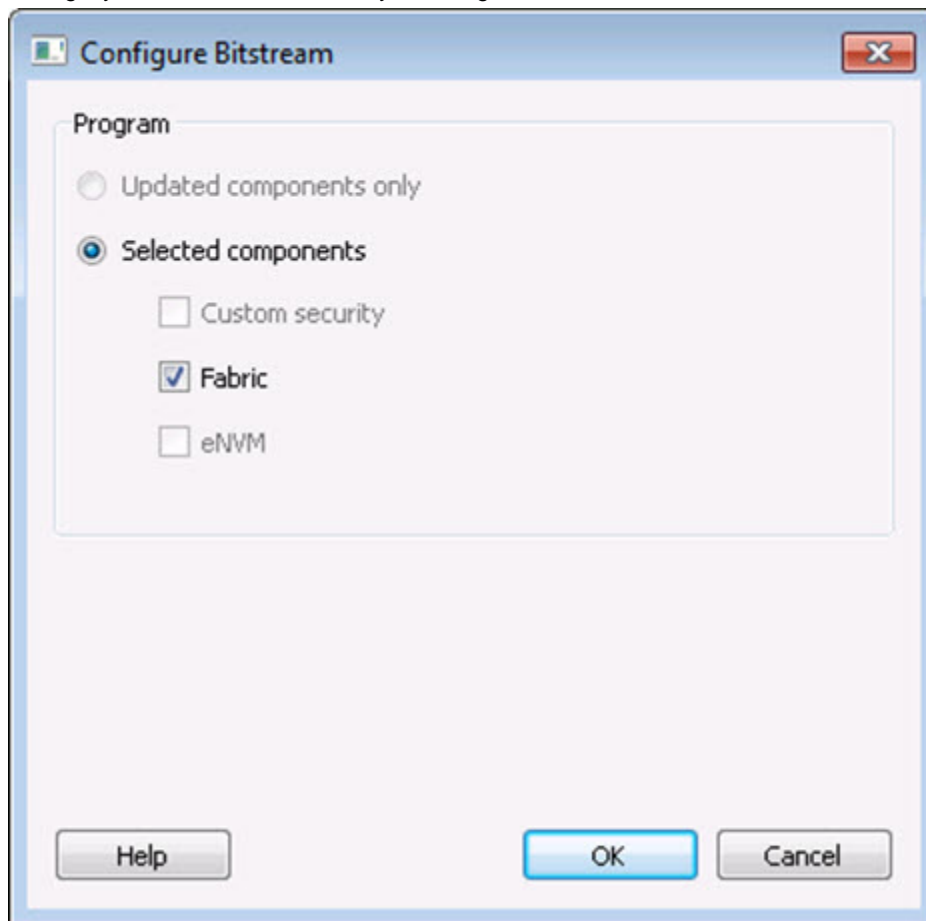 Configure Bitstream
Program
Updated components only
Selected components
Custom security
Fabric
eNVM
Help
OK
Cancel